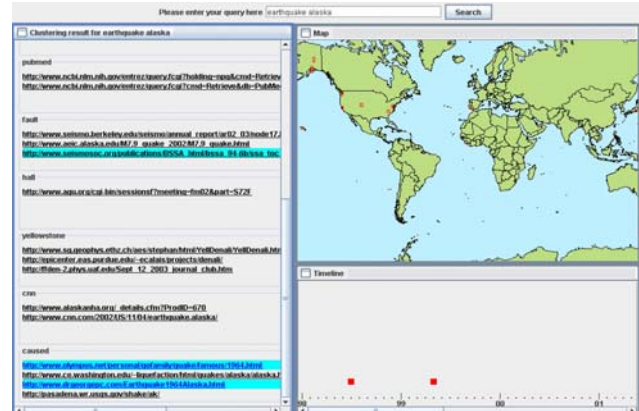 Please enter your query here earthquake alaska Search
Clustering result for earthquake alaska
pubmed
http://www.ncbi.nlm.nih.gov/entrez/query.fcgi?holding=npg&cmd=Retriev
http://www.ncbi.nlm.nih.gov/entrez/query.fcgi?cmd=Retrieve&db=PubMe
fault
http://www.seismo.berkeley.edu/seismo/annual_report/ar02_03/node17.
http://www.aeic.alaska.edu/M7.9_quake_2002/M7.9_quake.html
http://www.seismosoc.org/publications/BSSA_html/bssa_94-6b/ssa_toc
hall
http://www.agu.org/cgi-bin/sessionsf?meeting=fm02&part=S72F
yellowstone
http://www.sg.geophys.ethz.ch/aes/stephan/html/YellDenali/YellDenali.htm
http://epicenter.eas.purdue.edu/~ecalais/projects/denali/
http://ffden-2.phys.uaf.edu/Sept_12_2003_journal_club.htm
cnn
http://www.alaskanha.org/_details.cfm?ProdID=670
http://www.cnn.com/2002/US/11/04/earthquake.alaska/
caused
http://www.olympus.net/personal/gofamily/quake/famous/1964.html
http://www.ce.washington.edu/~liquefaction/html/quakes/alaska/alaska.h
http://www.drgeorgepc.com/Earthquake1964Alaska.html
http://pasadena.wr.usgs.gov/shake/ak/
Map
Timeline
98 99 00 01